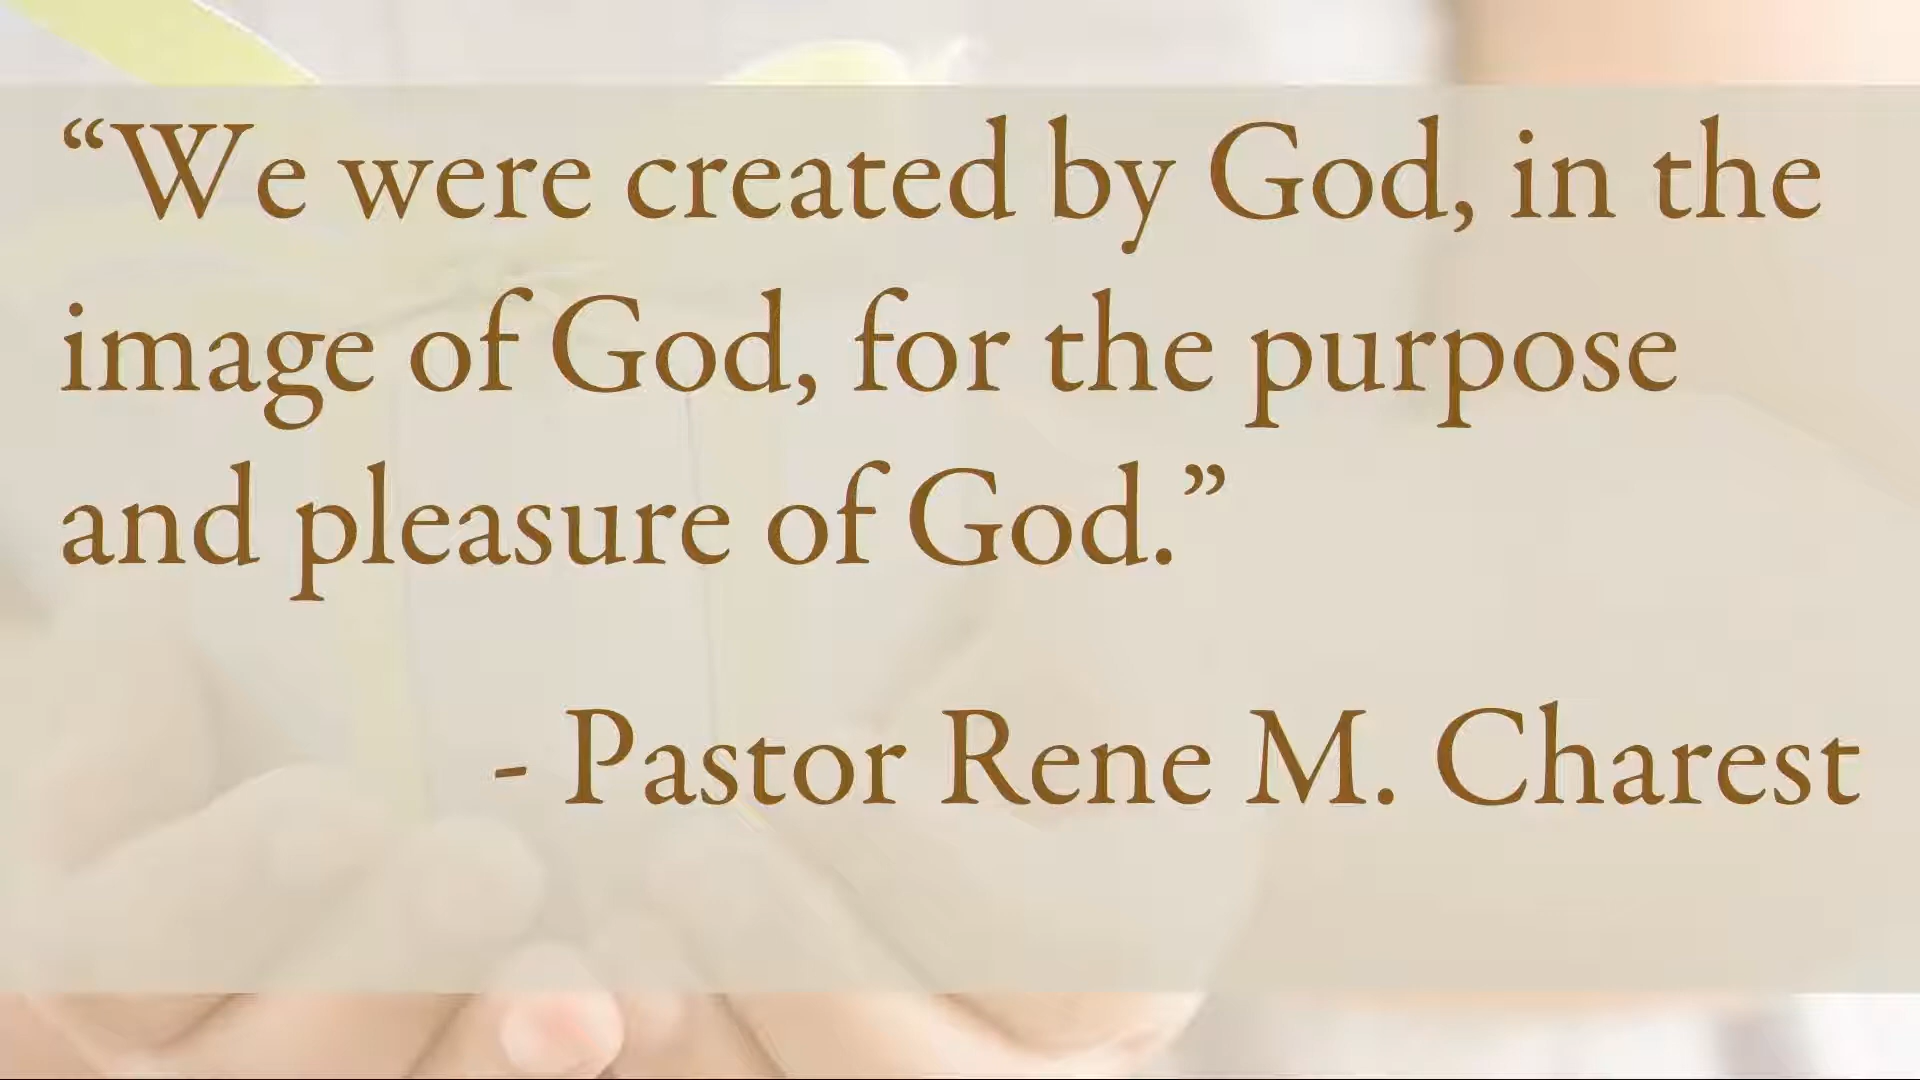 “We were created by God, in the
image of God, for the purpose
and pleasure of God.”
- Pastor Rene M. Charest